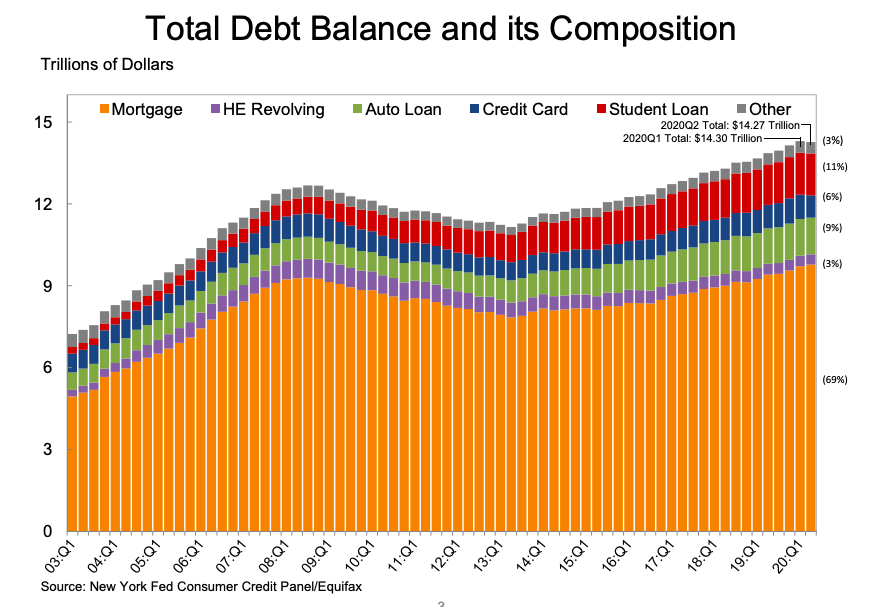 Total Debt Balance and its Composition
Trillions of Dollars
Mortgage HE Revolving Auto Loan Credit Card Student Loan Other
2020Q2 Total: $14.27 Trillion
2020Q1 Total: $14.30 Trillion
15
12
9
6
3
0
(3%)
(11%)
(6%)
(9%)
(3%)
(69%)
03:Q1 04:Q1 05:Q1 06:Q1 07:Q1 08:Q1 09:Q1 10:Q1 11:Q1 12:Q1 13:Q1 14:Q1 15:Q1 16:Q1 17:Q1 18:Q1 19:Q1 20:Q1
Source: New York Fed Consumer Credit Panel/Equifax
3